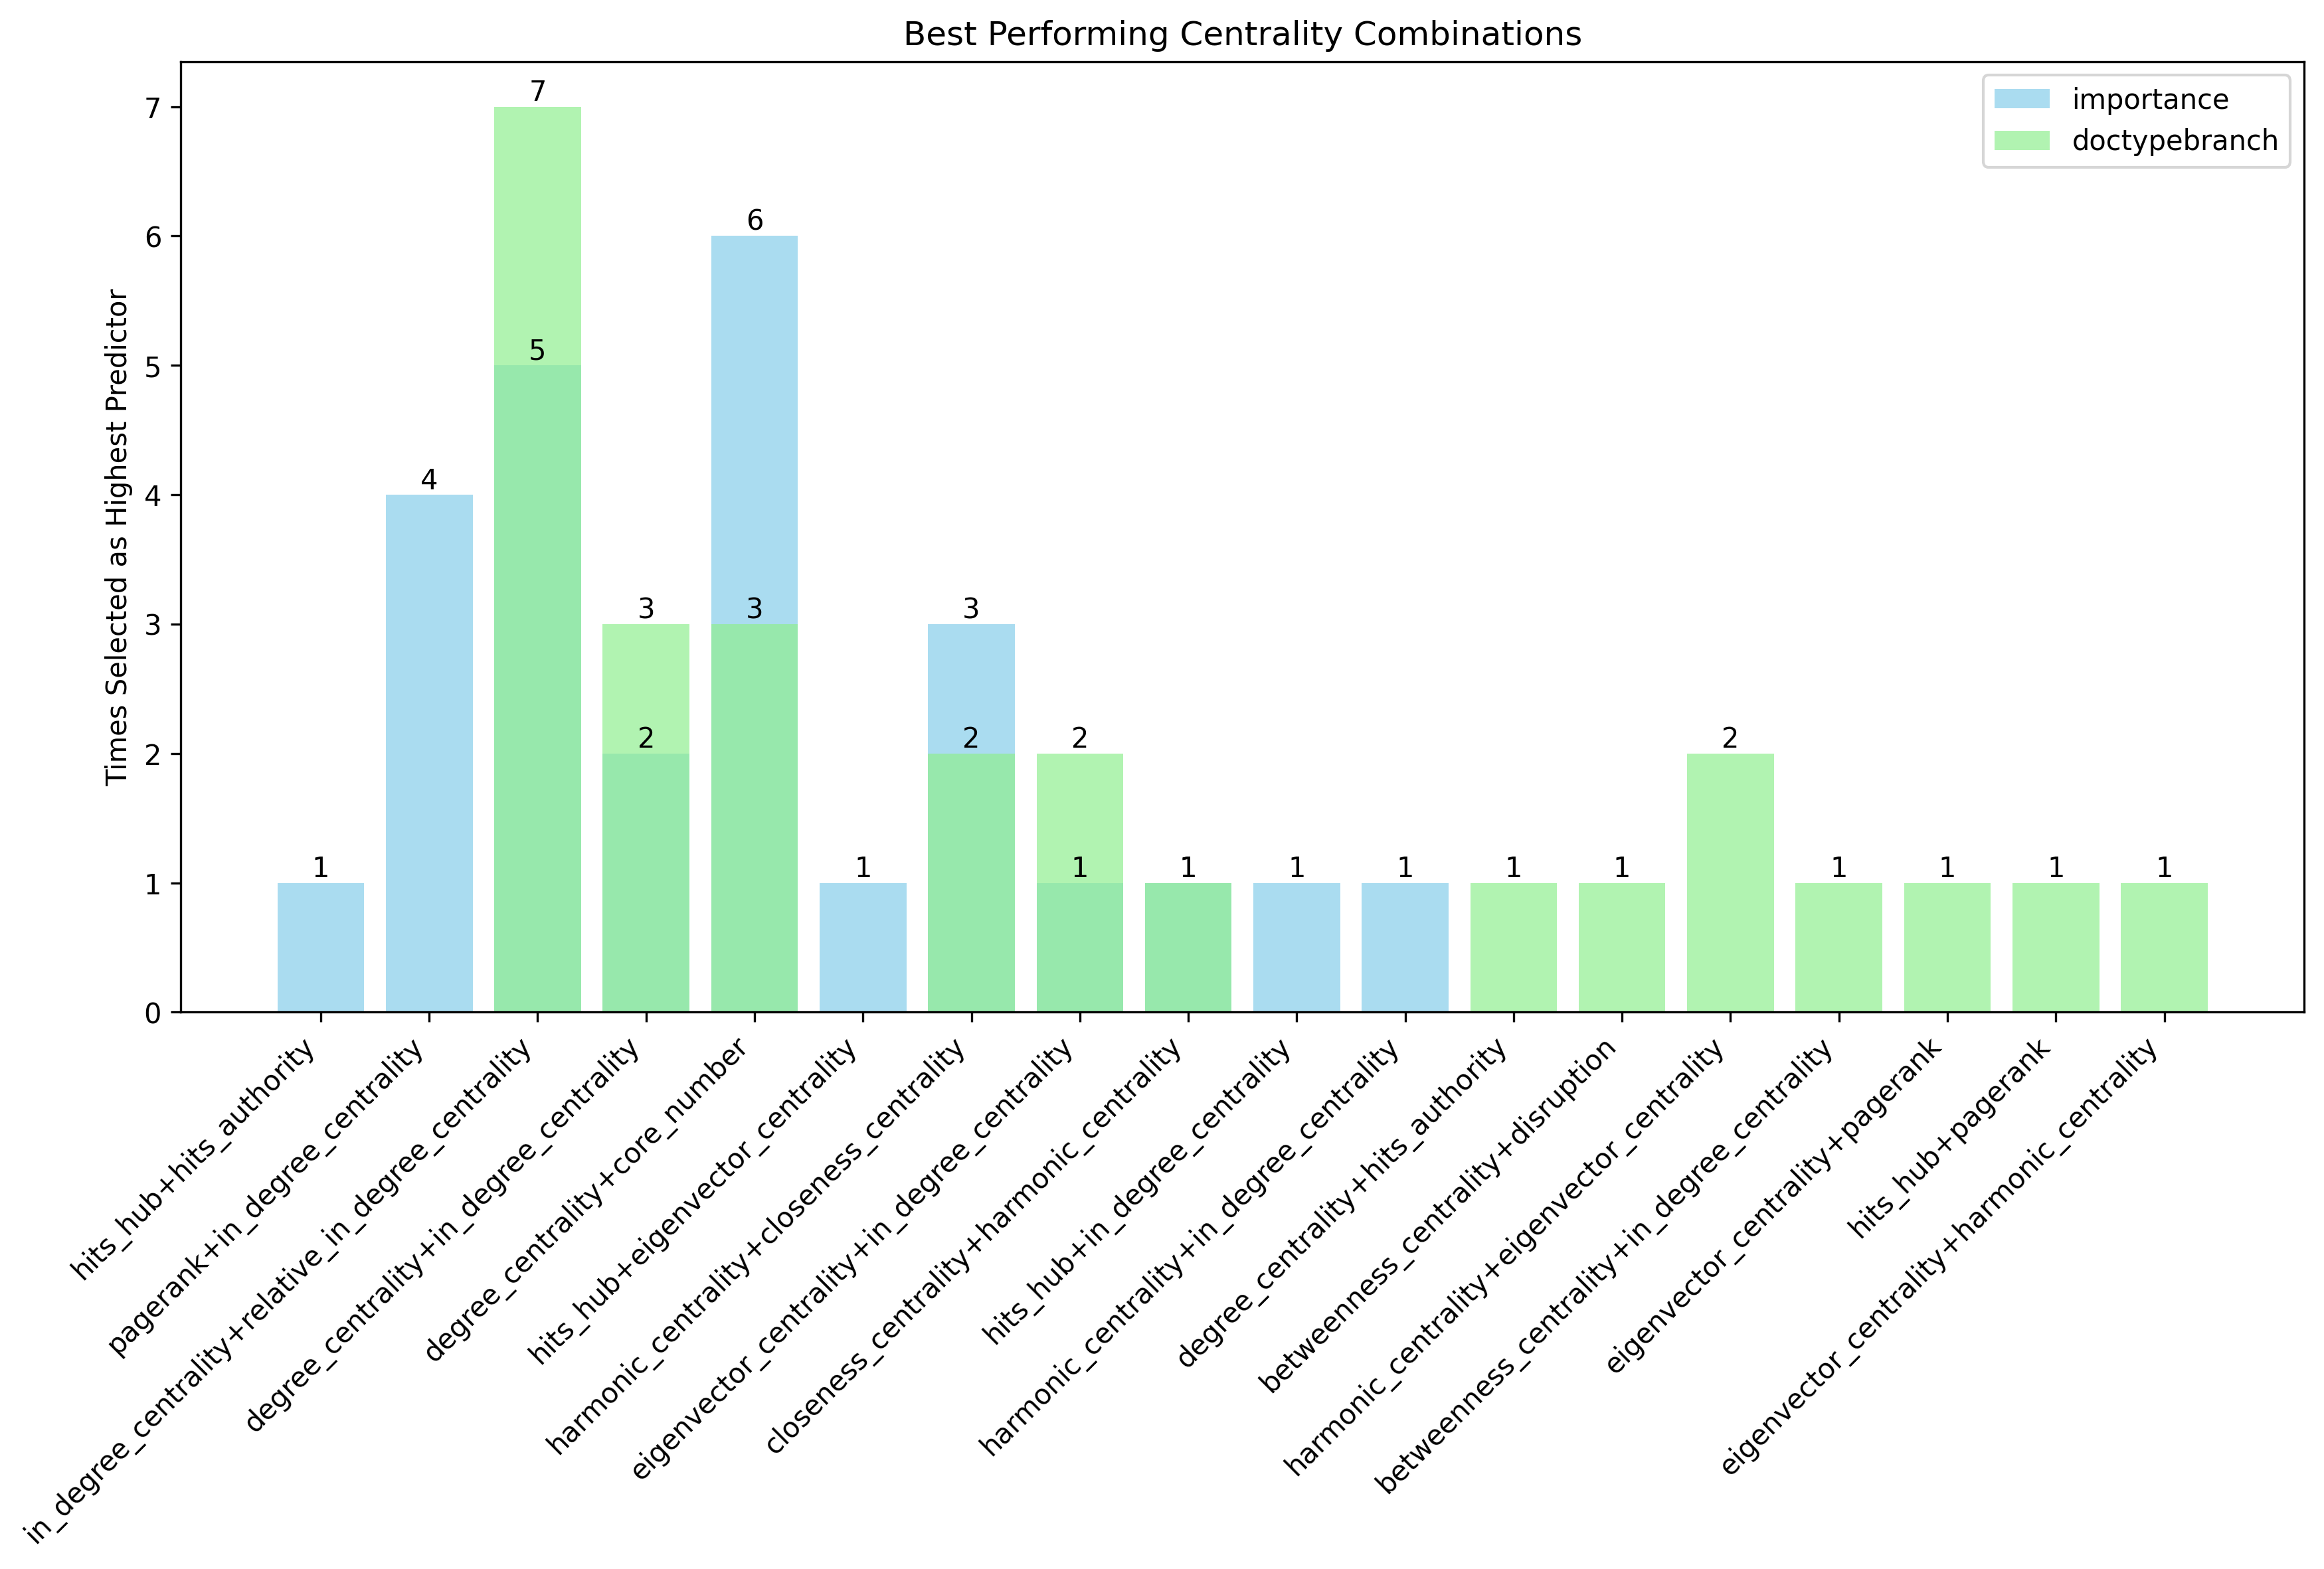 Best Performing Centrality Combinations
importance
doctypebranch
Times Selected as Highest Predictor
7
6
5
4
3
2
1
0
1
4
7
5
3
2
6
3
1
3
2
2
1
1
1
1
1
1
2
1
1
1
1
hits_hub+hits_authority
pagerank+in_degree_centrality
in_degree_centrality+relative_in_degree_centrality
degree_centrality+in_degree_centrality
degree_centrality+core_number
hits_hub+eigenvector_centrality
harmonic_centrality+closeness_centrality
eigenvector_centrality+in_degree_centrality
closeness_centrality+harmonic_centrality
hits_hub+in_degree_centrality
harmonic_centrality+in_degree_centrality
degree_centrality+hits_authority
betweenness_centrality+disruption
harmonic_centrality+eigenvector_centrality
betweenness_centrality+in_degree_centrality
eigenvector_centrality+pagerank
hits_hub+pagerank
eigenvector_centrality+harmonic_centrality